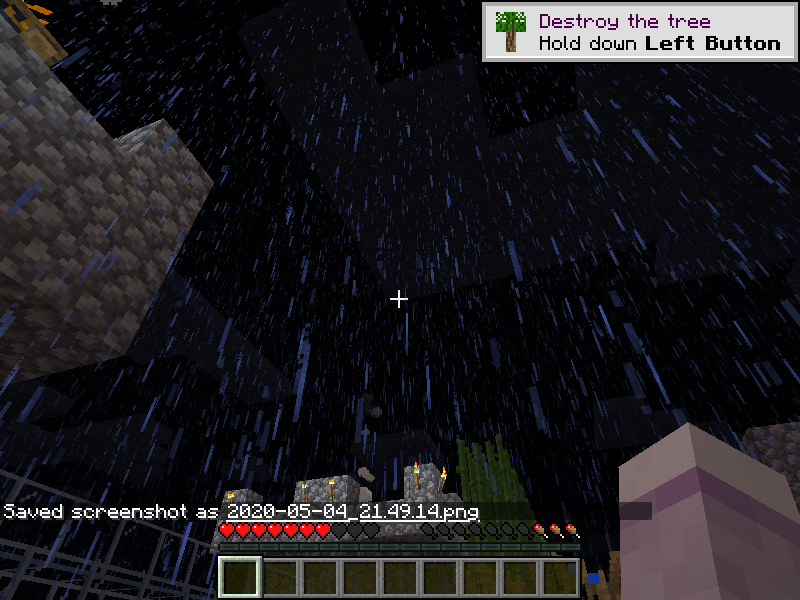 Destroy the tree
Hold down Left Button
Saved screenshot as 2020-05-04_21.49.14.png